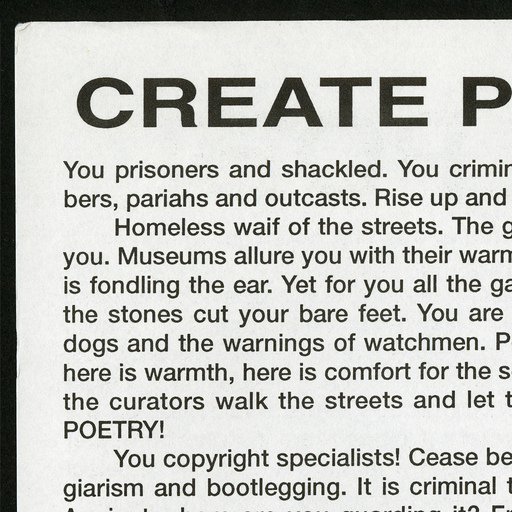 CREATE P
You prisoners and shackled. You crimin
bers, pariahs and outcasts. Rise up and
Homeless waif of the streets. The g
you. Museums allure you with their warm
is fondling the ear. Yet for you all the ga
the stones cut your bare feet. You are
dogs and the warnings of watchmen. P
here is warmth, here is comfort for the s
the curators walk the streets and let t
POETRY!
You copyright specialists! Cease be
giarism and bootlegging. It is criminal t